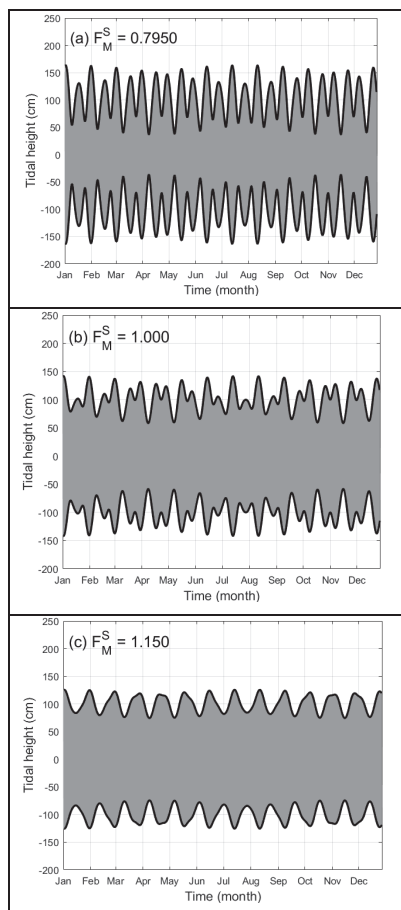 (a) F_M^S = 0.7950
250
200
150
100
50
0
-50
-100
-150
-200
Tidal height (cm)
Jan Feb Mar Apr May Jun Jul Aug Sep Oct Nov Dec
Time (month)
(b) F_M^S = 1.000
250
200
150
100
50
0
-50
-100
-150
-200
Tidal height (cm)
Jan Feb Mar Apr May Jun Jul Aug Sep Oct Nov Dec
Time (month)
(c) F_M^S = 1.150
250
200
150
100
50
0
-50
-100
-150
-200
Tidal height (cm)
Jan Feb Mar Apr May Jun Jul Aug Sep Oct Nov Dec
Time (month)